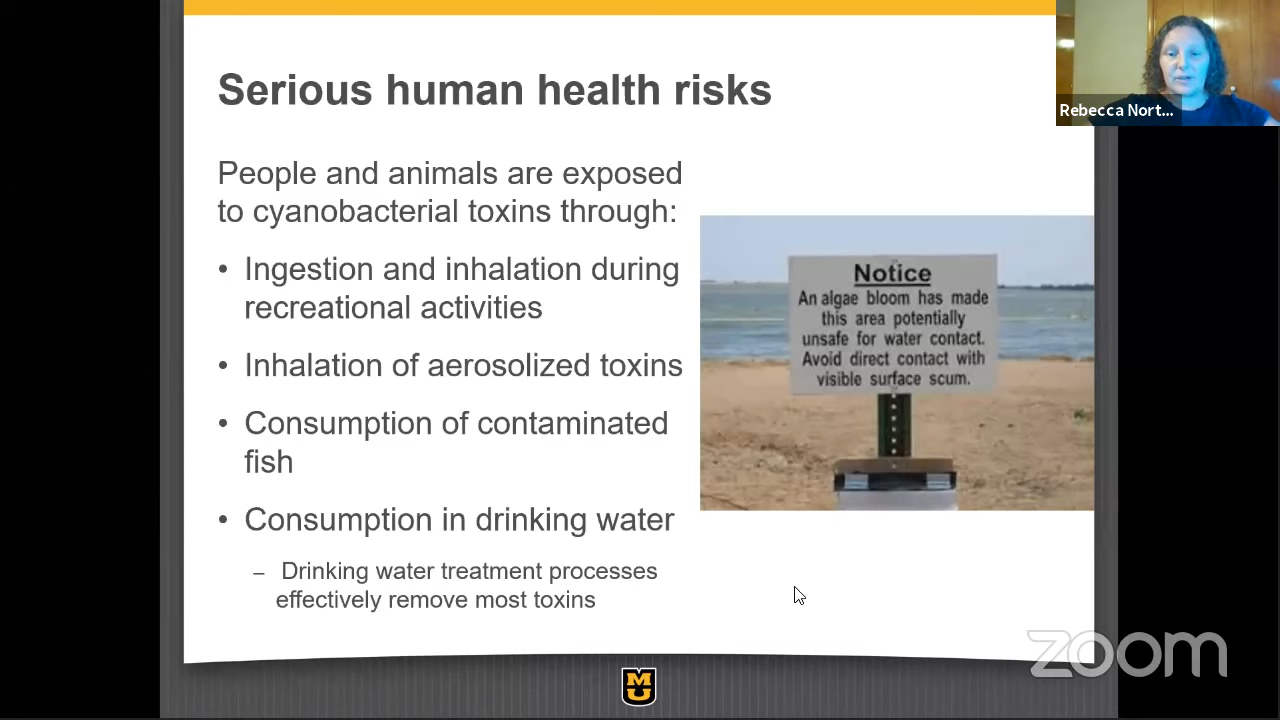 Serious human health risks
Rebecca Nort...
People and animals are exposed
to cyanobacterial toxins through:
• Ingestion and inhalation during
recreational activities
• Inhalation of aerosolized toxins
• Consumption of contaminated
fish
• Consumption in drinking water
– Drinking water treatment processes
effectively remove most toxins
Notice
An algae bloom has made
this area potentially
unsafe for water contact.
Avoid direct contact with
visible surface scum.
zoom
MU